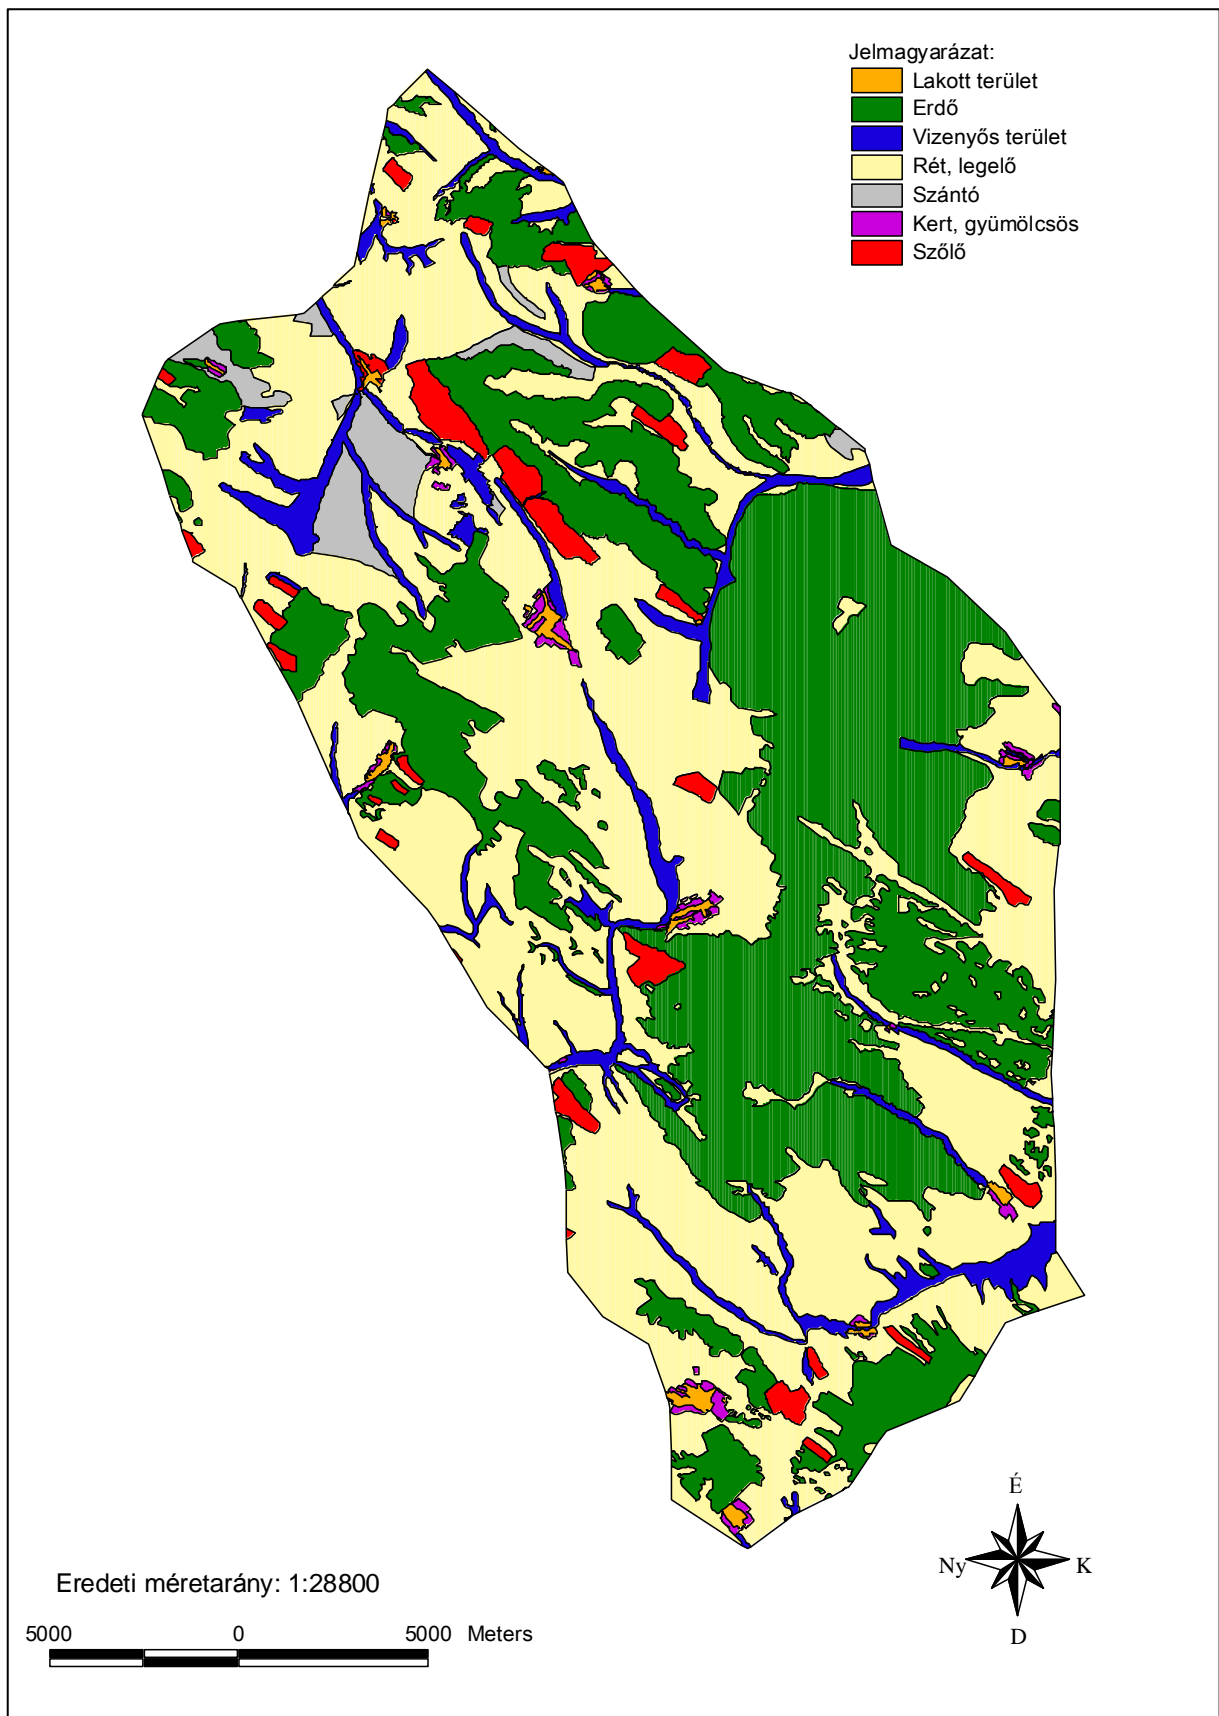 Jelmagyarázat:
Lakott terület
Erdő
Vizenyős terület
Rét, legelő
Szántó
Kert, gyümölcsös
Szőlő
É
Ny K
D
Eredeti méretarány: 1:28800
5000 0 5000 Meters